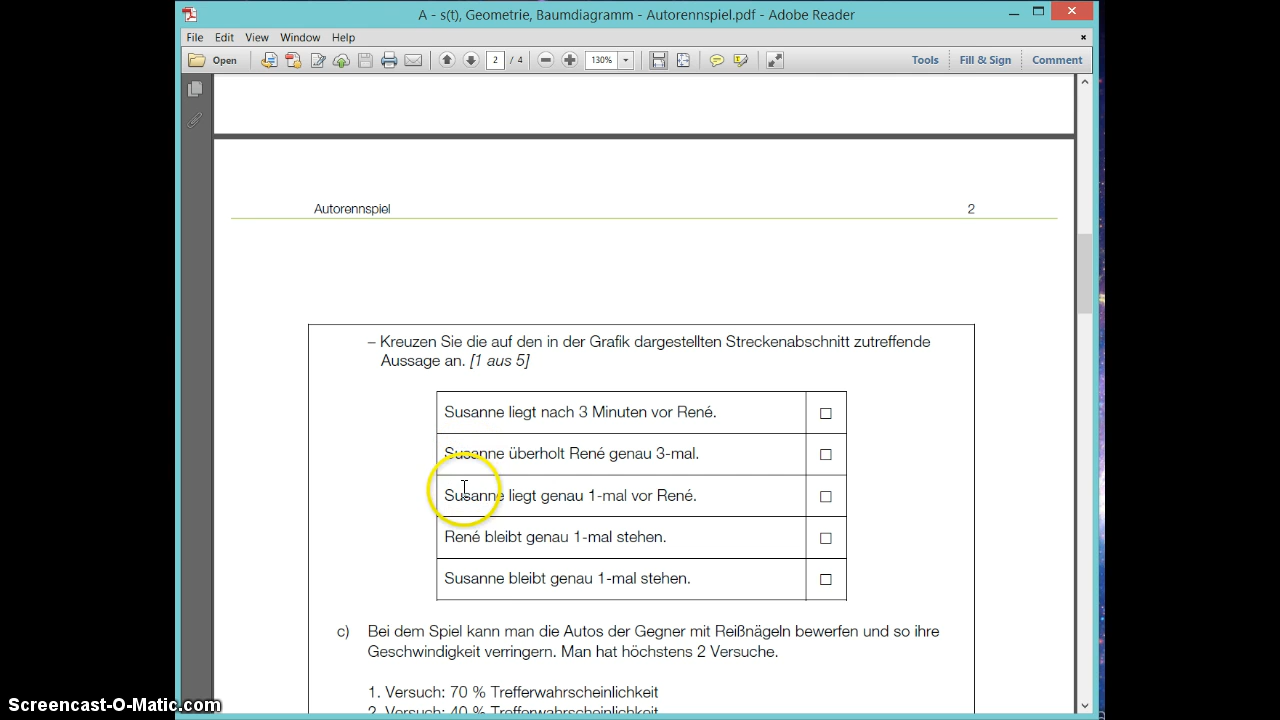 A - s(t), Geometrie, Baumdiagramm - Autorennspiel.pdf - Adobe Reader
File Edit View Window Help
Open 2 / 4 130% Tools Fill & Sign Comment
Autorennspiel 2
– Kreuzen Sie die auf den in der Grafik dargestellten Streckenabschnitt zutreffende
Aussage an. [1 aus 5]
Susanne liegt nach 3 Minuten vor René.
Susanne überholt René genau 3-mal.
Susanne liegt genau 1-mal vor René.
René bleibt genau 1-mal stehen.
Susanne bleibt genau 1-mal stehen.
c) Bei dem Spiel kann man die Autos der Gegner mit Reißnägeln bewerfen und so ihre
Geschwindigkeit verringern. Man hat höchstens 2 Versuche.
1. Versuch: 70 % Trefferwahrscheinlichkeit
2. Versuch: 40 % Trefferwahrscheinlichkeit
Screencast-O-Matic.com